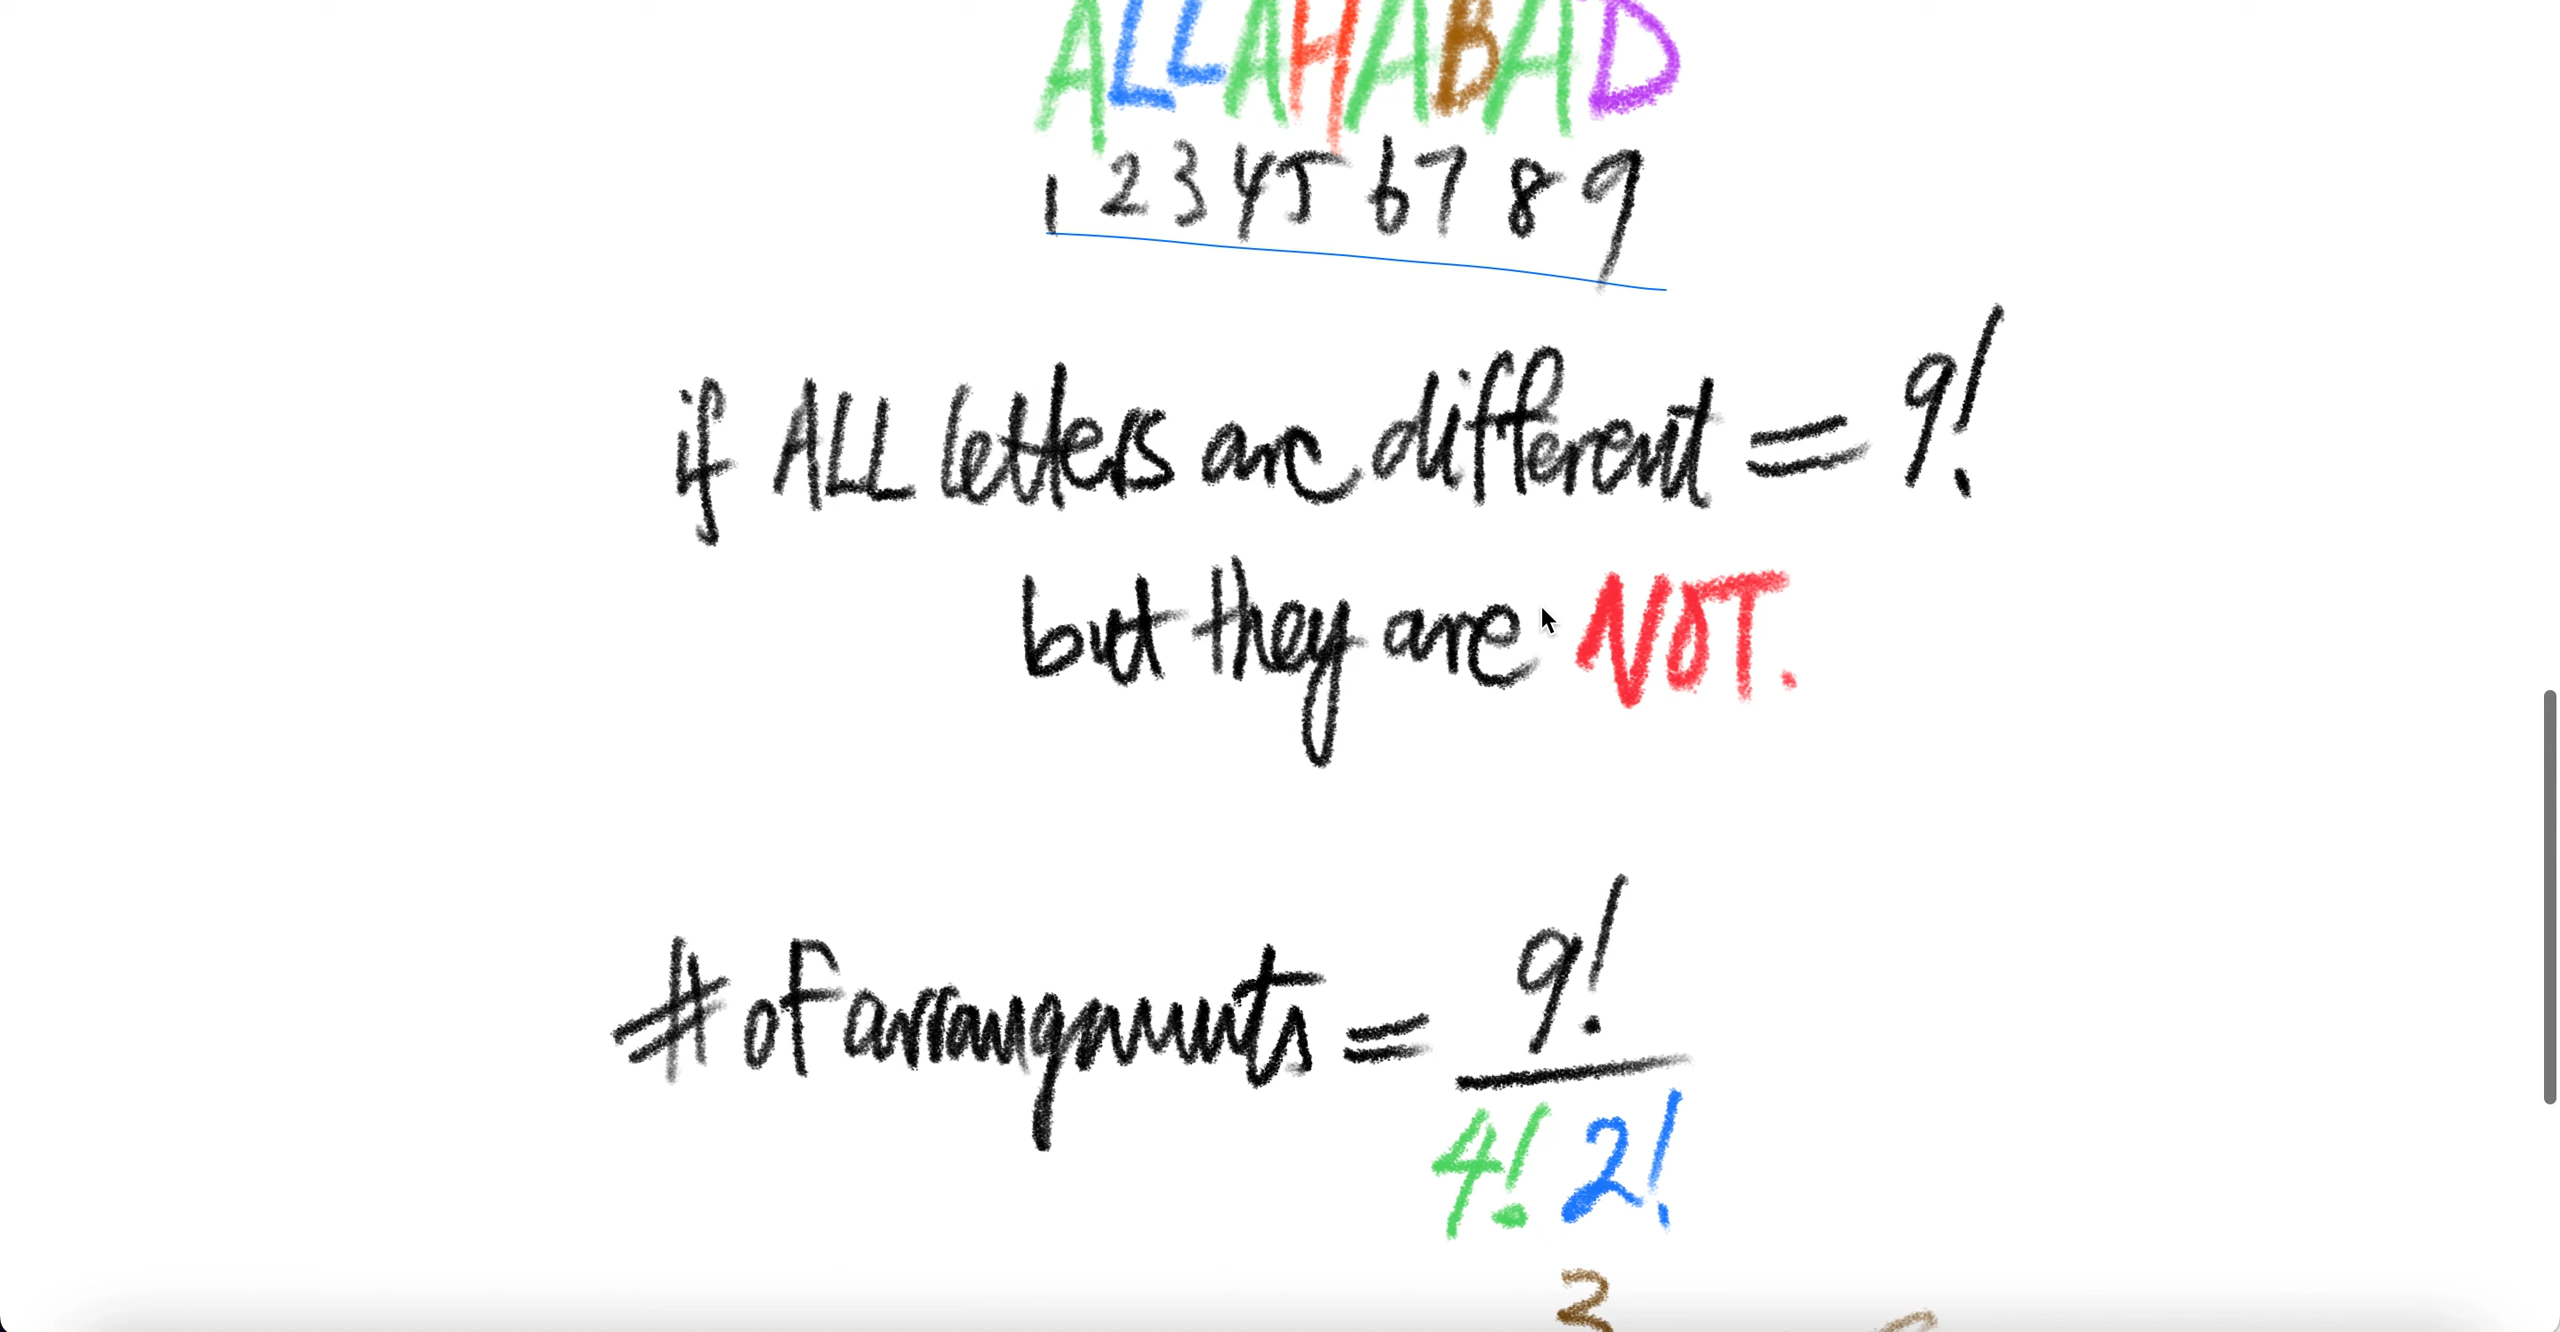 ALLAHABAD
1 2 3 4 5 6 7 8 9
if ALL letters are different = 9!
but they are NOT.
# of arrangements = 9!
4! 2!
3